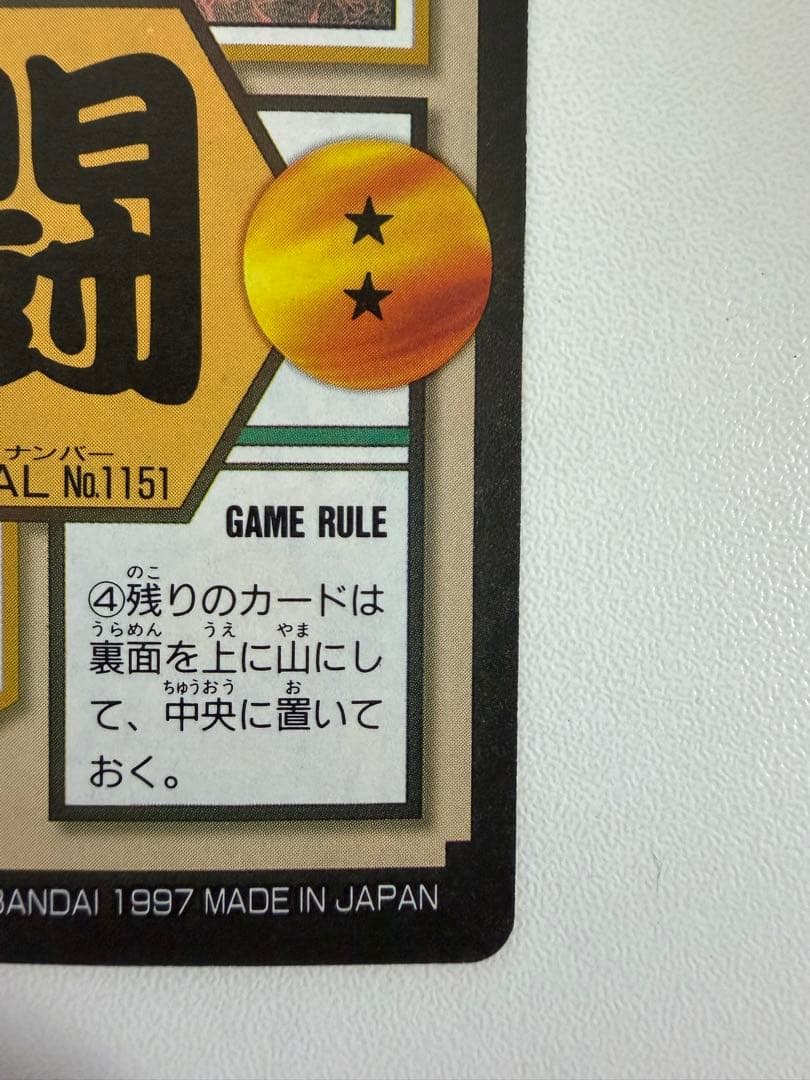 闘
ナンバー
AL No.1151
GAME RULE
④残りのカードは
のこ
裏面を上に山にし
うらめん うえ やま
て、中央に置いて
ちゅうおう お
おく。
BANDAI 1997 MADE IN JAPAN